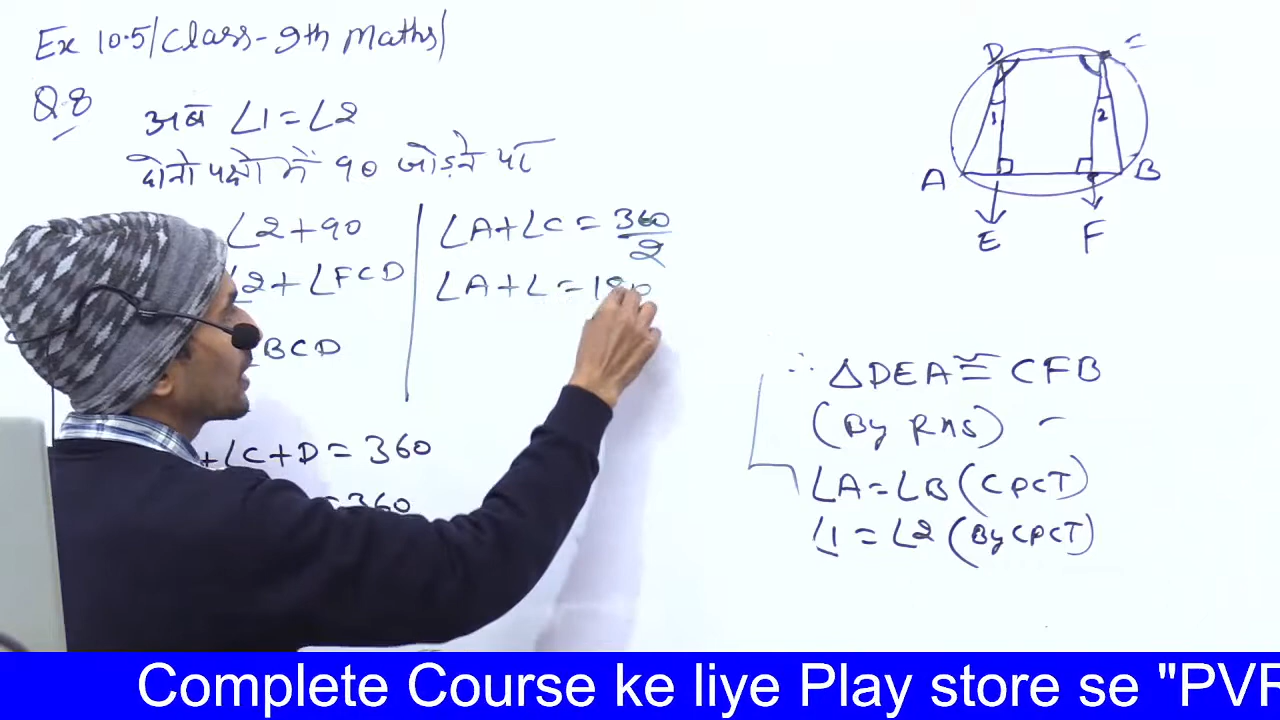 Ex 10.5/Class-9th Maths/
Q.8
अब ∠1=∠2
दोनो पक्षो में 90 जोड़ने पर
∠2+90
∠2+∠FCD
BCD
+∠C+D=360
=360
∠A+∠C=360/2
∠A+∠=180
D
A
B
1
2
E
F
∴ △DEA≅CFB
(By RHS)
∠A=∠B(CPCT)
∠1=∠2(By CPCT)
Complete Course ke liye Play store se "PVR